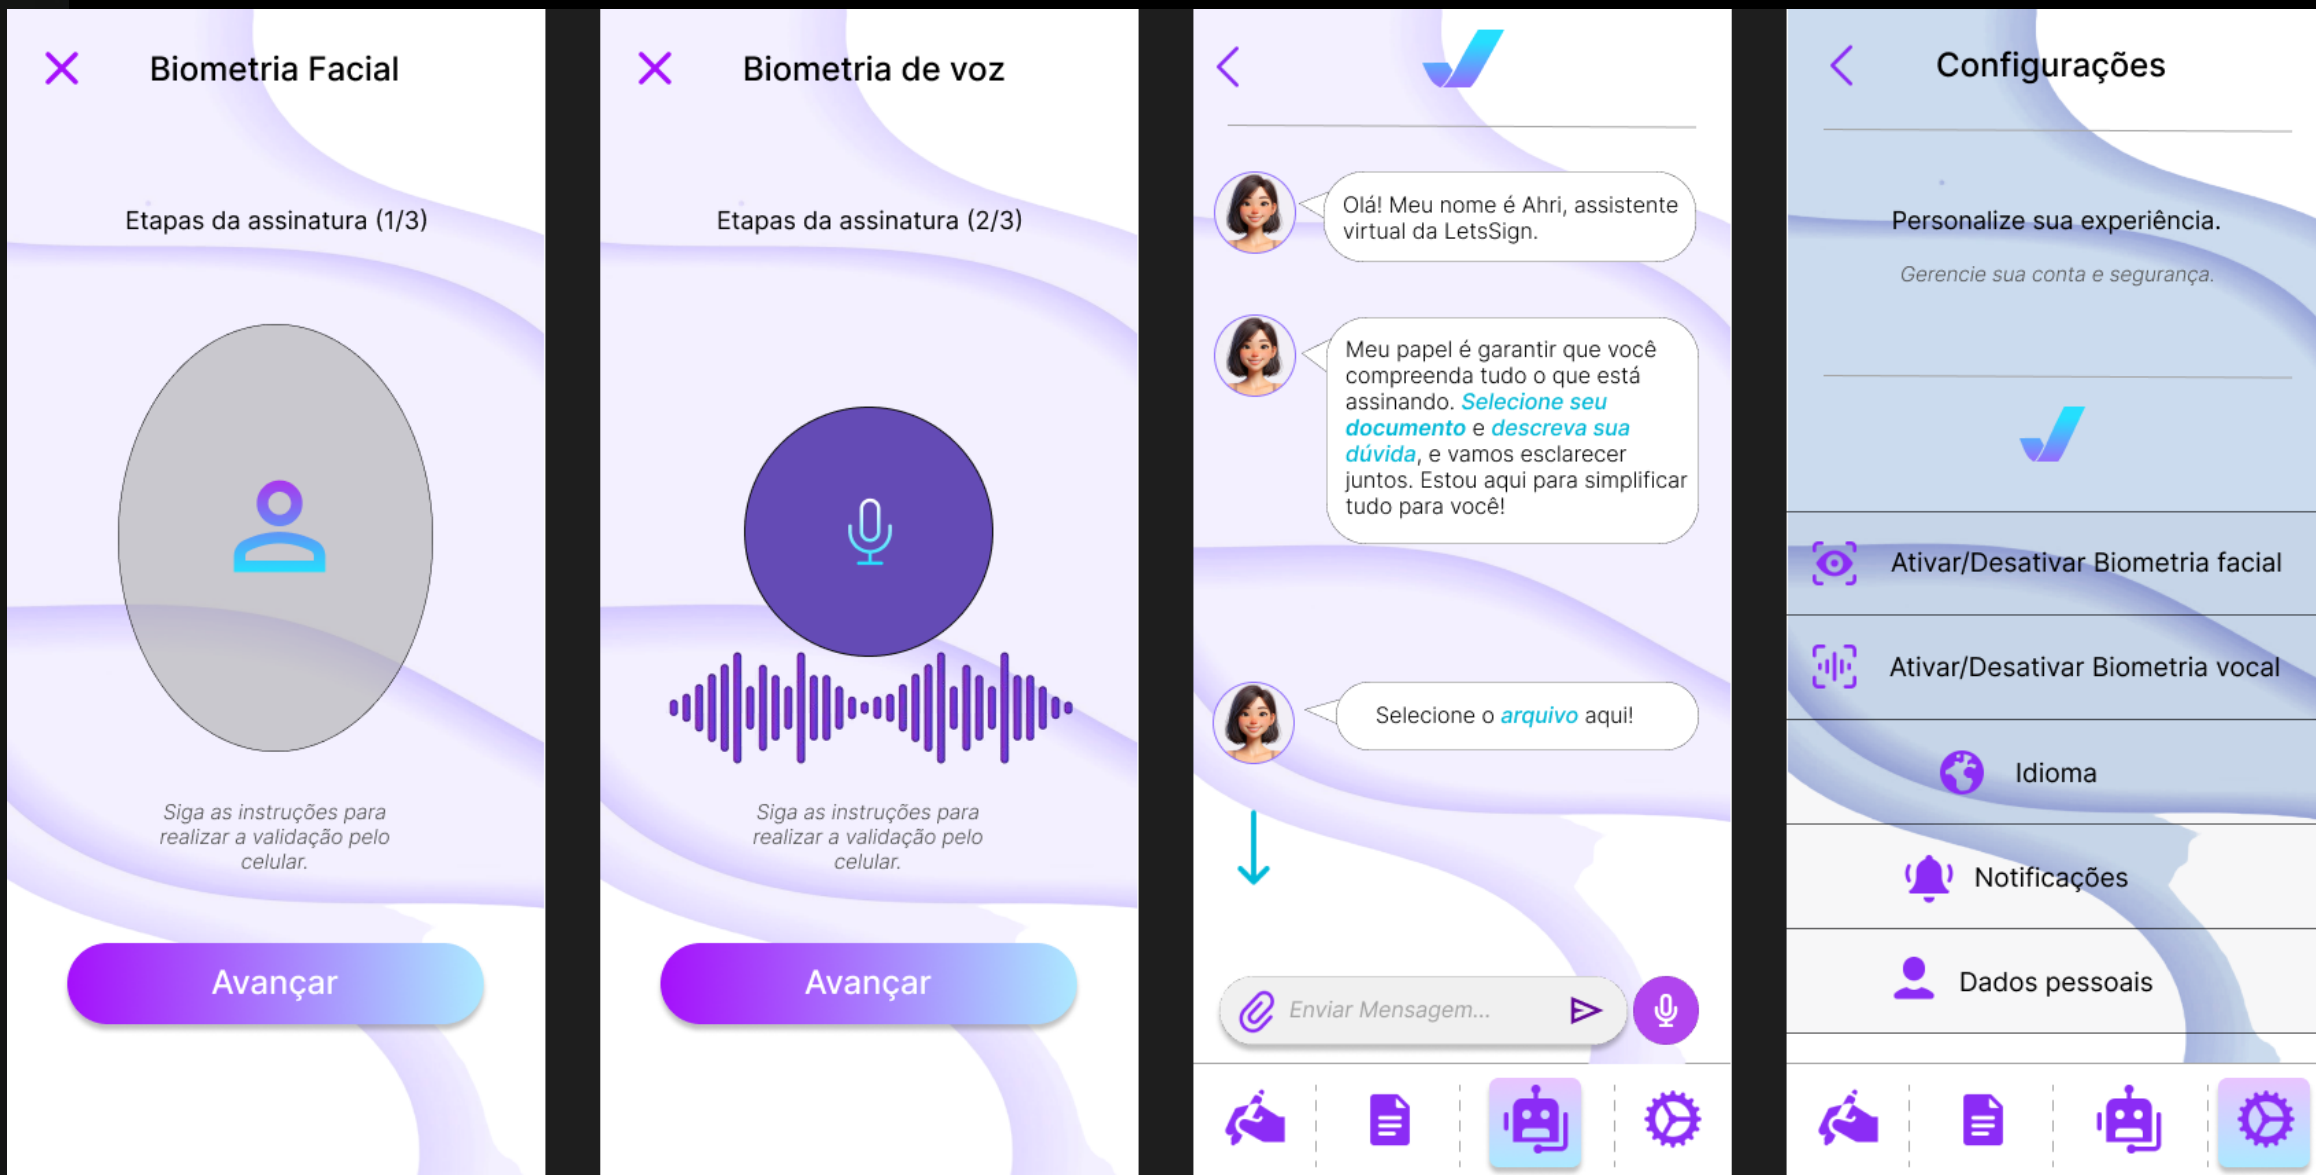 Biometria Facial
Etapas da assinatura (1/3)
Siga as instruções para
realizar a validação pelo
celular.
Avançar
Biometria de voz
Etapas da assinatura (2/3)
Siga as instruções para
realizar a validação pelo
celular.
Avançar
Olá! Meu nome é Ahri, assistente
virtual da LetsSign.
Meu papel é garantir que você
compreenda tudo o que está
assinando. Selecione seu
documento e descreva sua
dúvida, e vamos esclarecer
juntos. Estou aqui para simplificar
tudo para você!
Selecione o arquivo aqui!
Enviar Mensagem...
Configurações
Personalize sua experiência.
Gerencie sua conta e segurança.
Ativar/Desativar Biometria facial
Ativar/Desativar Biometria vocal
Idioma
Notificações
Dados pessoais